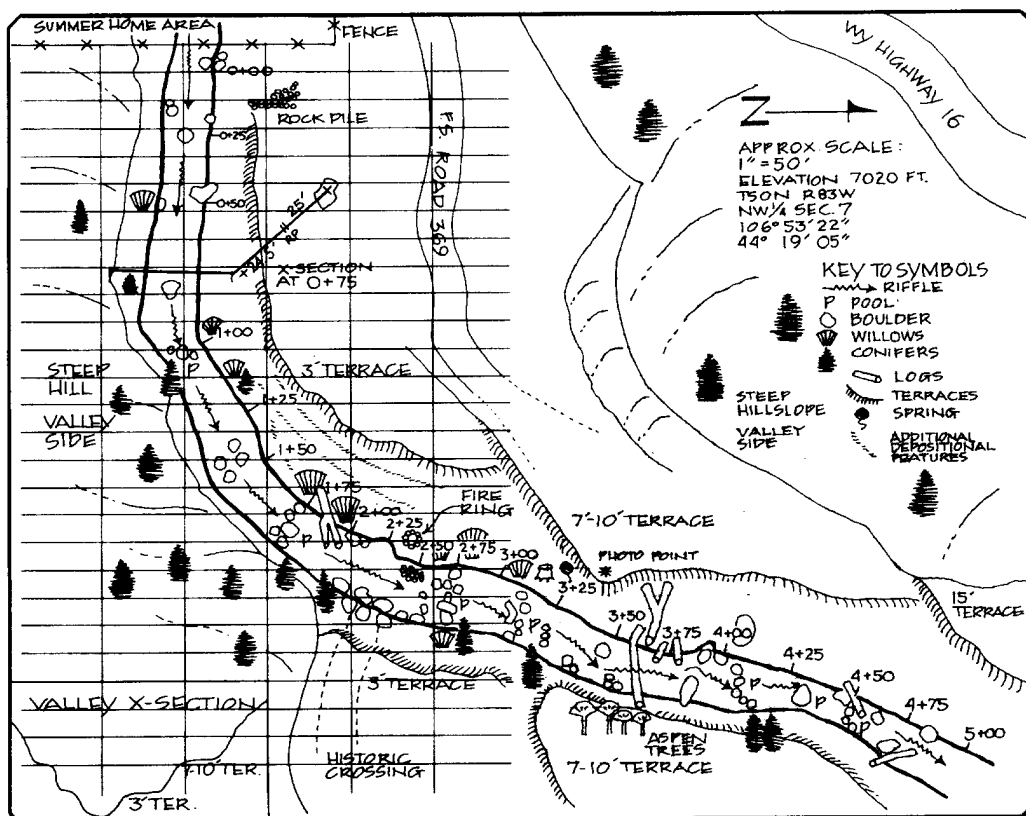 SUMMER HOME AREA
FENCE
0+00
ROCK PILE
0+25
0+50
25'
RP
24.5'
X-SECTION
AT 0+75
F.S. ROAD 369
WY HIGHWAY 16
N
APPROX SCALE:
1" = 50'
ELEVATION 7020 FT.
T50N R83W
NW 1/4 SEC. 7
106° 53' 22"
44° 19' 05"
KEY TO SYMBOLS
RIFFLE
P POOL
BOULDER
WILLOWS
CONIFERS
LOGS
TERRACES
SPRING
ADDITIONAL
DEPOSITIONAL
FEATURES
STEEP
HILLSLOPE
VALLEY
SIDE
1+00
P
STEEP
HILL
VALLEY
SIDE
3' TERRACE
1+25
1+50
1+75
2+00
2+25
FIRE
RING
P
2+50
2+75
3+00
3+25
7'-10' TERRACE
PHOTO POINT
15'
TERRACE
P
P
3+50
3+75
4+00
4+25
4+50
4+75
5+00
P
P
P
P
3' TERRACE
VALLEY X-SECTION
7-10' TER.
3' TER.
HISTORIC
CROSSING
ASPEN
TREES
7-10' TERRACE